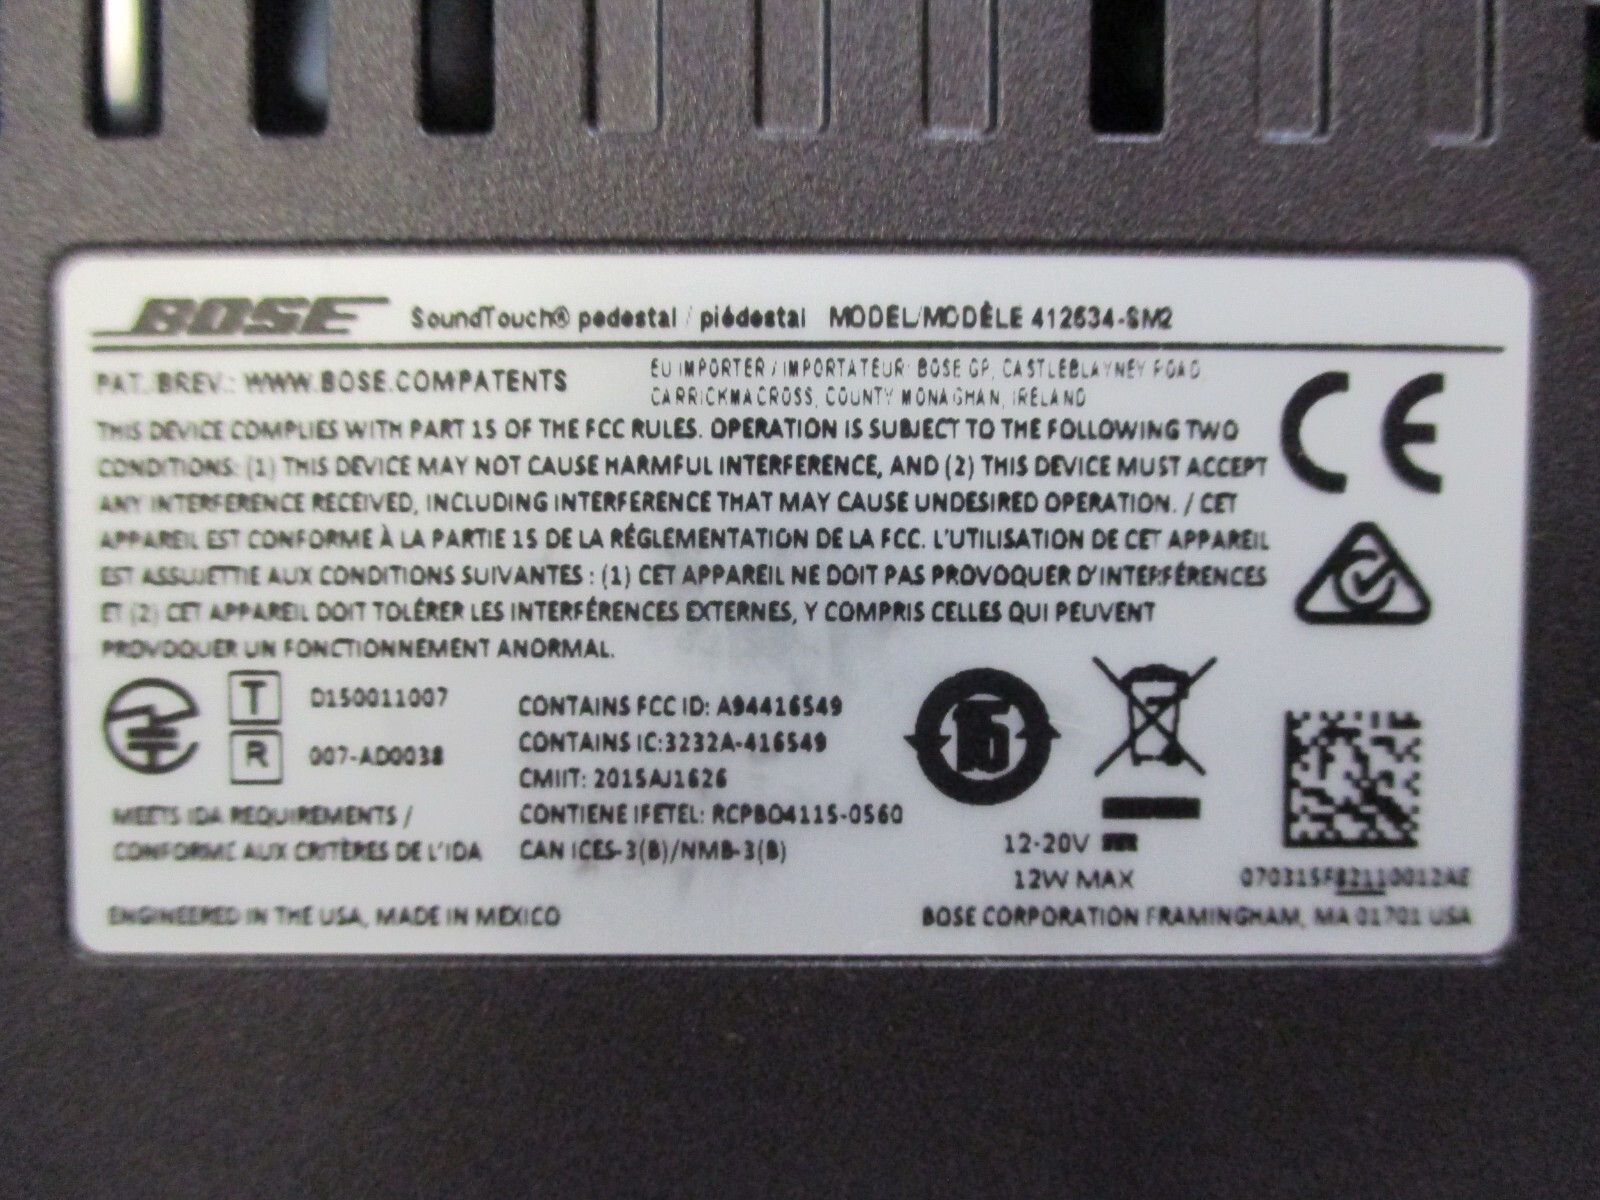 BOSE SoundTouch® pedestal / piédestal MODEL/MODÈLE 412534-SM2
PAT./BREV.: WWW.BOSE.COM/PATENTS
EU IMPORTER / IMPORTATEUR: BOSE GP, CASTLEBLAYNEY ROAD
CARRICKMACROSS, COUNTY MONAGHAN, IRELAND
THIS DEVICE COMPLIES WITH PART 15 OF THE FCC RULES. OPERATION IS SUBJECT TO THE FOLLOWING TWO
CONDITIONS: (1) THIS DEVICE MAY NOT CAUSE HARMFUL INTERFERENCE, AND (2) THIS DEVICE MUST ACCEPT
ANY INTERFERENCE RECEIVED, INCLUDING INTERFERENCE THAT MAY CAUSE UNDESIRED OPERATION. / CET
APPAREIL EST CONFORME À LA PARTIE 15 DE LA RÉGLEMENTATION DE LA FCC. L'UTILISATION DE CET APPAREIL
EST ASSUJETTIE AUX CONDITIONS SUIVANTES : (1) CET APPAREIL NE DOIT PAS PROVOQUER D'INTERFÉRENCES
ET (2) CET APPAREIL DOIT TOLÉRER LES INTERFÉRENCES EXTERNES, Y COMPRIS CELLES QUI PEUVENT
PROVOQUER UN FONCTIONNEMENT ANORMAL.
CE
T D150011007
R 007-AD0038
MEETS IDA REQUIREMENTS /
CONFORME AUX CRITÈRES DE L'IDA
CONTAINS FCC ID: A94416549
CONTAINS IC:3232A-416549
CMIIT: 2015AJ1626
CONTIENE IFETEL: RCPBO4115-0560
CAN ICES-3(B)/NMB-3(B)
15
12-20V
12W MAX
070315F82110012AE
ENGINEERED IN THE USA, MADE IN MEXICO
BOSE CORPORATION FRAMINGHAM, MA 01701 USA